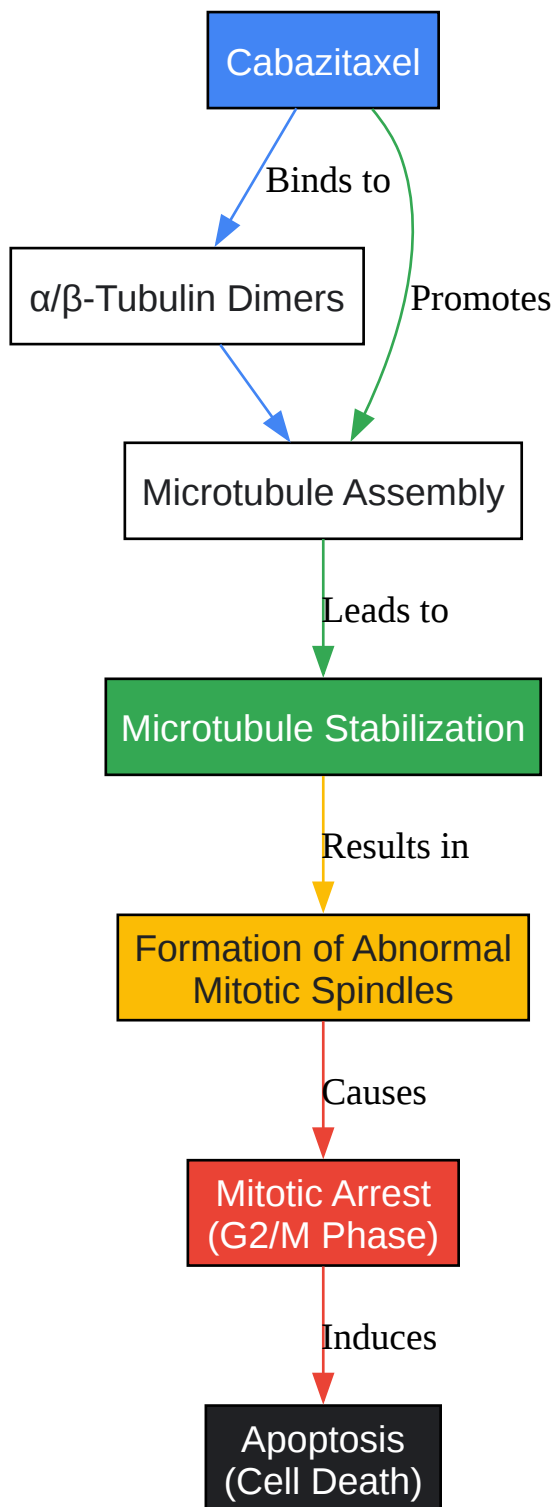 Cabazitaxel
Binds to
α/β-Tubulin Dimers
Promotes
Microtubule Assembly
Leads to
Microtubule Stabilization
Results in
Formation of Abnormal
Mitotic Spindles
Causes
Mitotic Arrest
(G2/M Phase)
Induces
Apoptosis
(Cell Death)